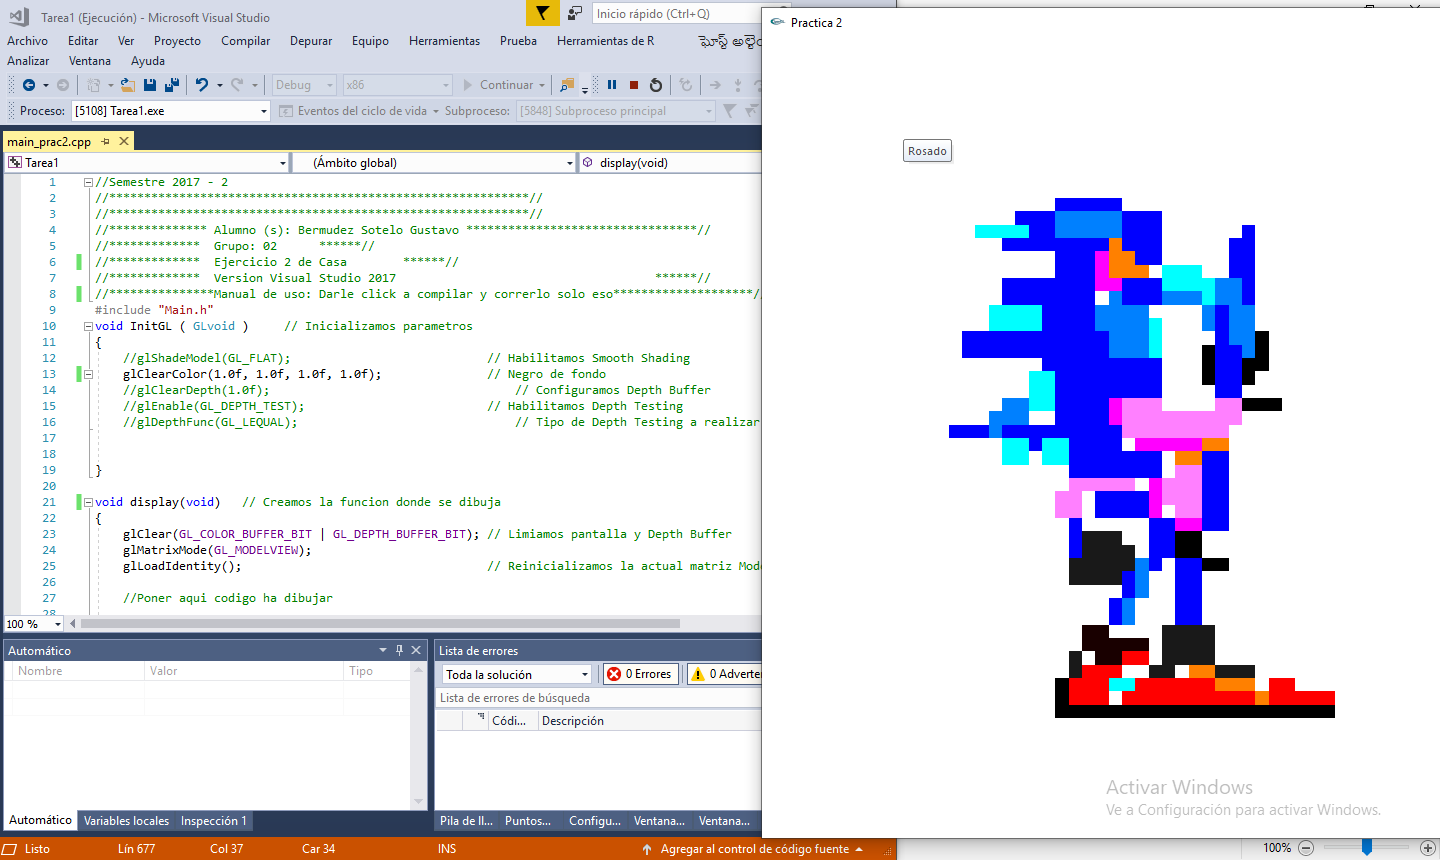 Tarea1 (Ejecución) - Microsoft Visual Studio
Inicio rápido (Ctrl+Q)
Archivo Editar Ver Proyecto Compilar Depurar Equipo Herramientas Prueba Herramientas de R
Analizar Ventana Ayuda
Debug x86 Continuar
Proceso: [5108] Tarea1.exe Eventos del ciclo de vida Subproceso: [5848] Subproceso principal
main_prac2.cpp
Tarea1 (Ámbito global) display(void)
1 //Semestre 2017 - 2
2 //************************************************************//
3 //************************************************************//
4 //************** Alumno (s): Bermudez Sotelo Gustavo *********************************//
5 //************* Grupo: 02 ******//
6 //************* Ejercicio 2 de Casa ******//
7 //************* Version Visual Studio 2017 ******//
8 //***************Manual de uso: Darle click a compilar y correrlo solo eso********************/
9 #include "Main.h"
10 void InitGL ( GLvoid ) // Inicializamos parametros
11 {
12 //glShadeModel(GL_FLAT); // Habilitamos Smooth Shading
13 glClearColor(1.0f, 1.0f, 1.0f, 1.0f); // Negro de fondo
14 //glClearDepth(1.0f); // Configuramos Depth Buffer
15 //glEnable(GL_DEPTH_TEST); // Habilitamos Depth Testing
16 //glDepthFunc(GL_LEQUAL); // Tipo de Depth Testing a realizar
17
18
19 }
20
21 void display(void) // Creamos la funcion donde se dibuja
22 {
23 glClear(GL_COLOR_BUFFER_BIT | GL_DEPTH_BUFFER_BIT); // Limiamos pantalla y Depth Buffer
24 glMatrixMode(GL_MODELVIEW);
25 glLoadIdentity(); // Reinicializamos la actual matriz Mod
26
27 //Poner aqui codigo ha dibujar
28
100 %
Automático
Nombre Valor Tipo
Automático Variables locales Inspección 1
Lista de errores
Toda la solución 0 Errores 0 Adverte
Lista de errores de búsqueda
Códi... Descripción
Pila de ll... Puntos... Configu... Ventana... Ventana...
Listo Lín 677 Col 37 Car 34 INS Agregar al control de código fuente
Practica 2
Rosado
Activar Windows
Ve a Configuración para activar Windows.
100%